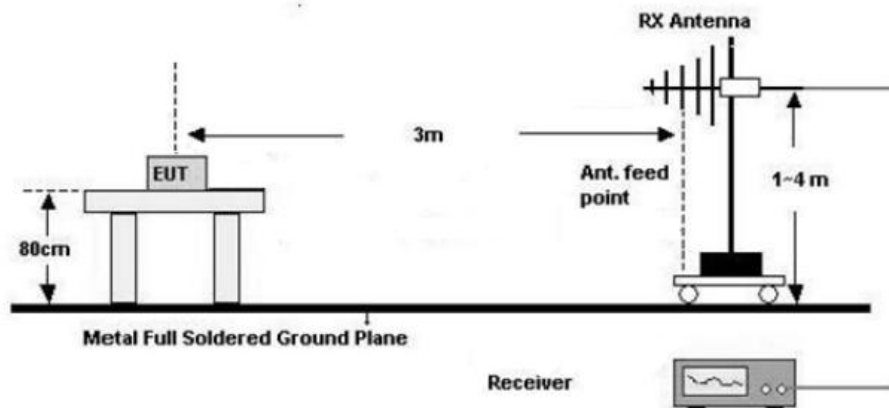 RX Antenna
3m
EUT
Ant. feed
point
1~4 m
80cm
Metal Full Soldered Ground Plane
Receiver